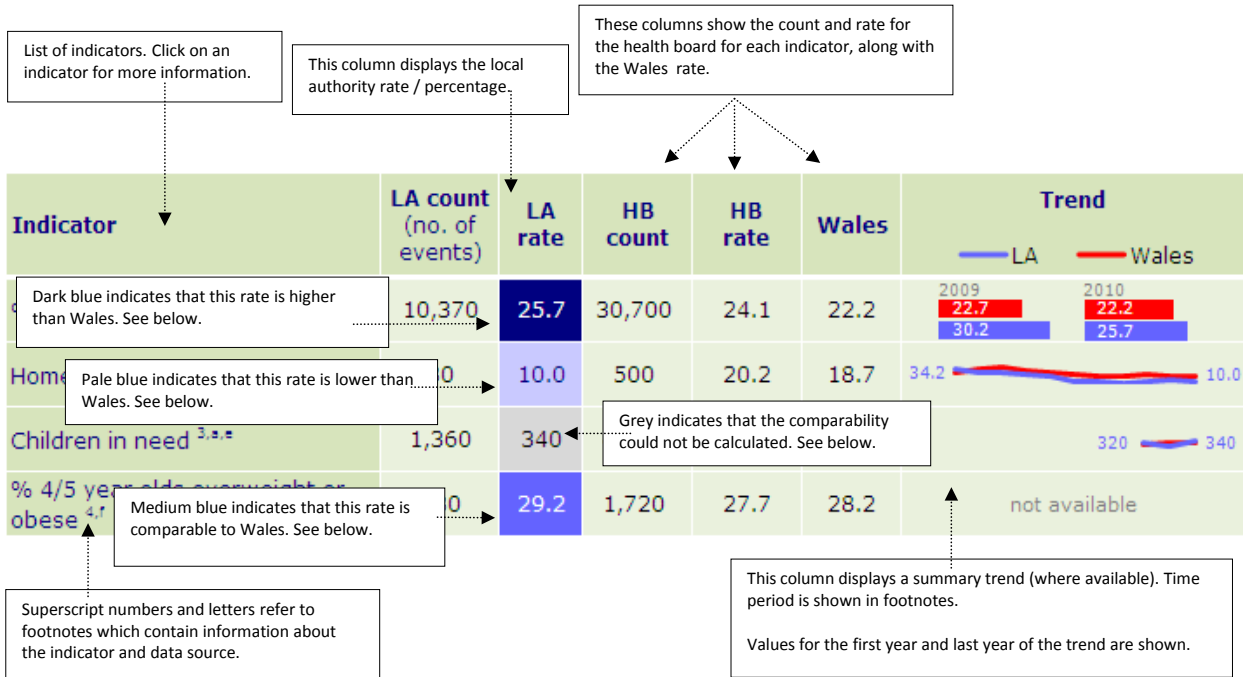 List of indicators. Click on an
indicator for more information.
This column displays the local
authority rate / percentage.
These columns show the count and rate for
the health board for each indicator, along with
the Wales rate.
Indicator
LA count
(no. of
events)
LA
rate
HB
count
HB
rate
Wales
Trend
LA
Wales
Dark blue indicates that this rate is higher
than Wales. See below.
10,370
25.7
30,700
24.1
22.2
2009
2010
22.7
22.2
30.2
25.7
Home
Pale blue indicates that this rate is lower than
Wales. See below.
10.0
500
20.2
18.7
34.2
10.0
Children in need 3,a,e
1,360
340
Grey indicates that the comparability
could not be calculated. See below.
320
340
% 4/5 year olds overweight or
obese 4,f
Medium blue indicates that this rate is
comparable to Wales. See below.
29.2
1,720
27.7
28.2
not available
Superscript numbers and letters refer to
footnotes which contain information about
the indicator and data source.
This column displays a summary trend (where available). Time
period is shown in footnotes.
Values for the first year and last year of the trend are shown.